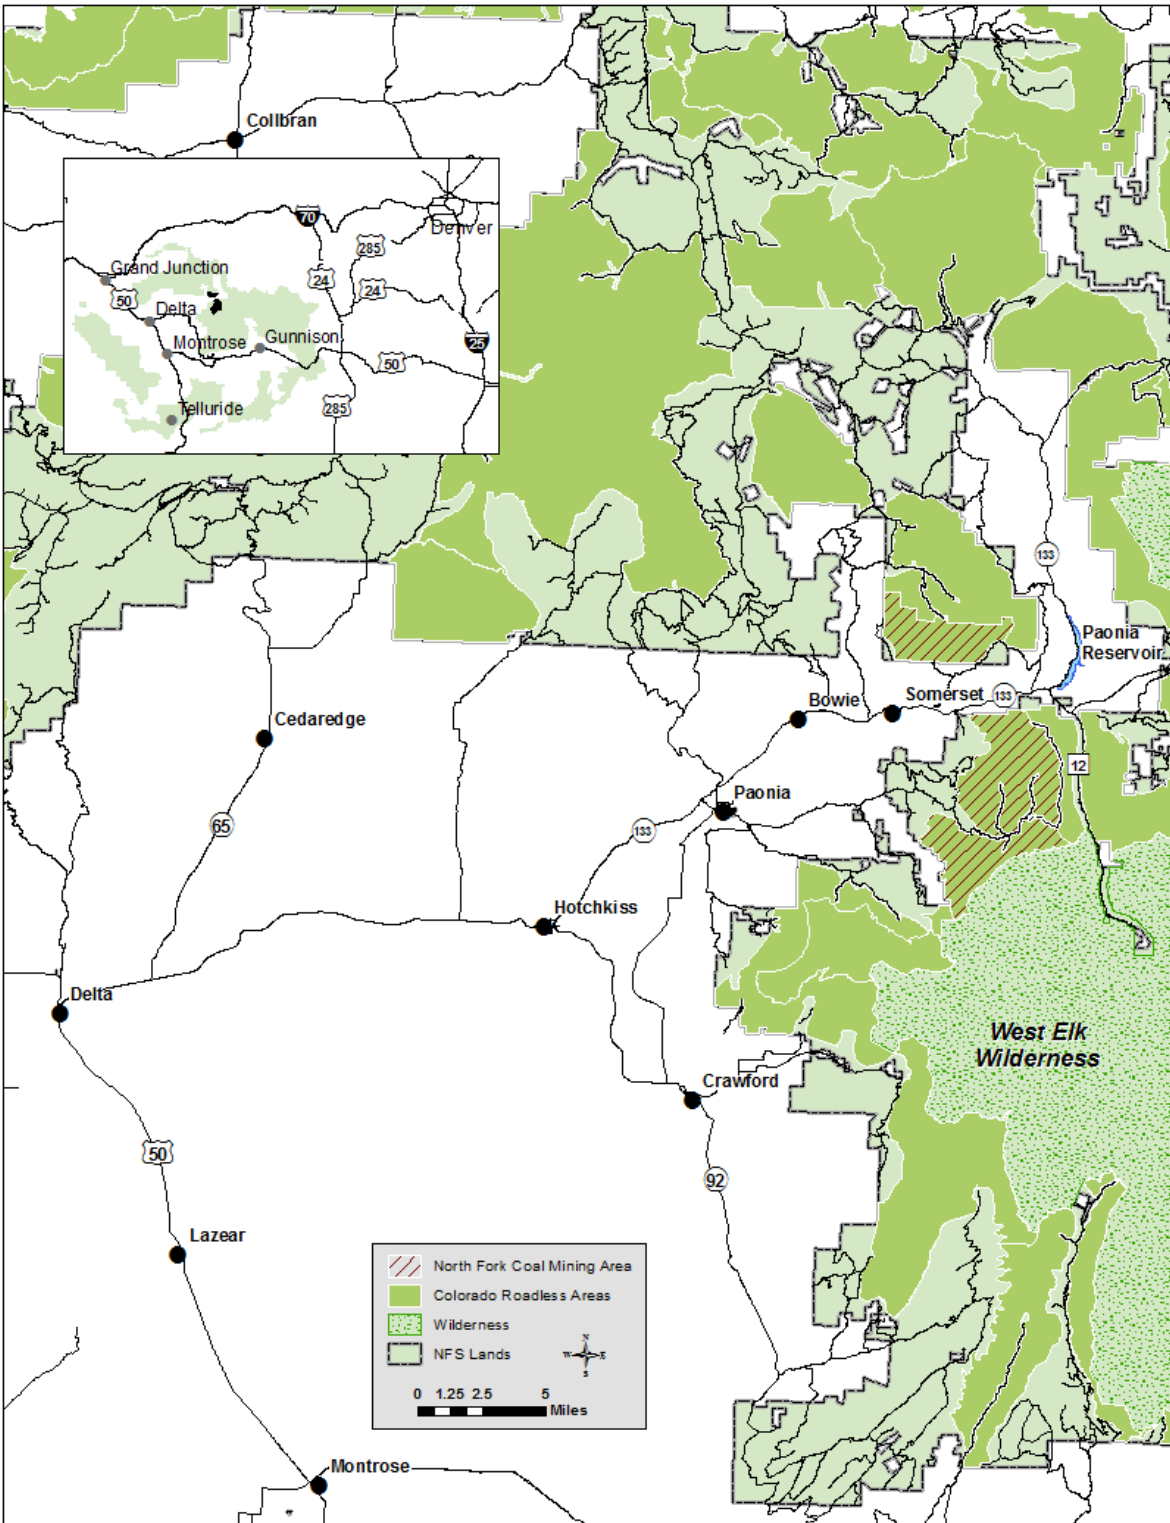 Collbran
70
Denver
285
Grand Junction
24
24
50
Delta
Montrose
Gunnison
25
50
Telluride
285
133
Paonia
Reservoir
Somerset
133
Bowie
Cedaredge
12
Paonia
65
133
Hotchkiss
Delta
West Elk
Wilderness
Crawford
50
92
Lazear
North Fork Coal Mining Area
Colorado Roadless Areas
Wilderness
NFS Lands
N
W E
S
0 1.25 2.5 5
Miles
Montrose